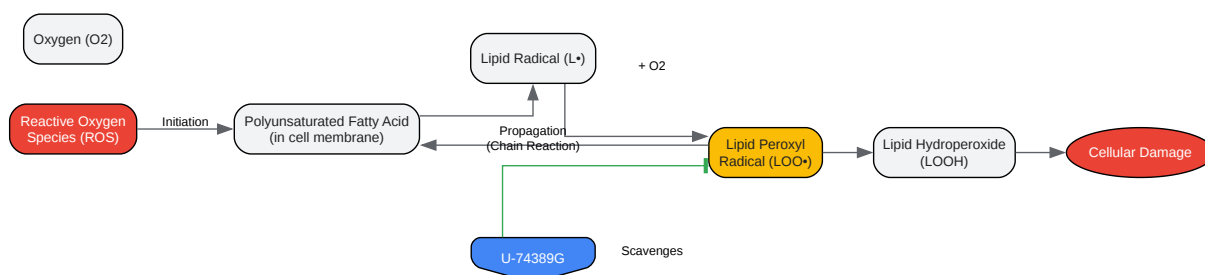 Oxygen (O2)
Lipid Radical (L•)
+ O2
Reactive Oxygen
Species (ROS)
Initiation
Polyunsaturated Fatty Acid
(in cell membrane)
Propagation
(Chain Reaction)
Lipid Peroxyl
Radical (LOO•)
Lipid Hydroperoxide
(LOOH)
Cellular Damage
U-74389G
Scavenges